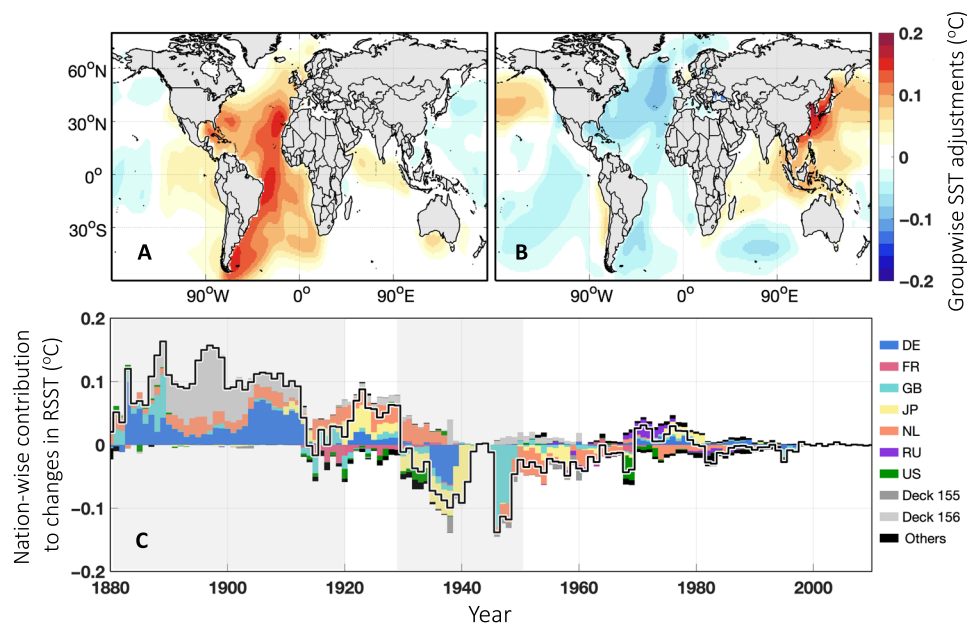 60°N
30°N
0°
30°S
A
B
90°W
0°
90°E
90°W
0°
90°E
0.2
0.1
0
−0.1
−0.2
Groupwise SST adjustments (°C)
Nation-wise contribution
to changes in RSST (°C)
0.2
0.1
0
−0.1
−0.2
C
DE
FR
GB
JP
NL
RU
US
Deck 155
Deck 156
Others
1880
1900
1920
1940
1960
1980
2000
Year